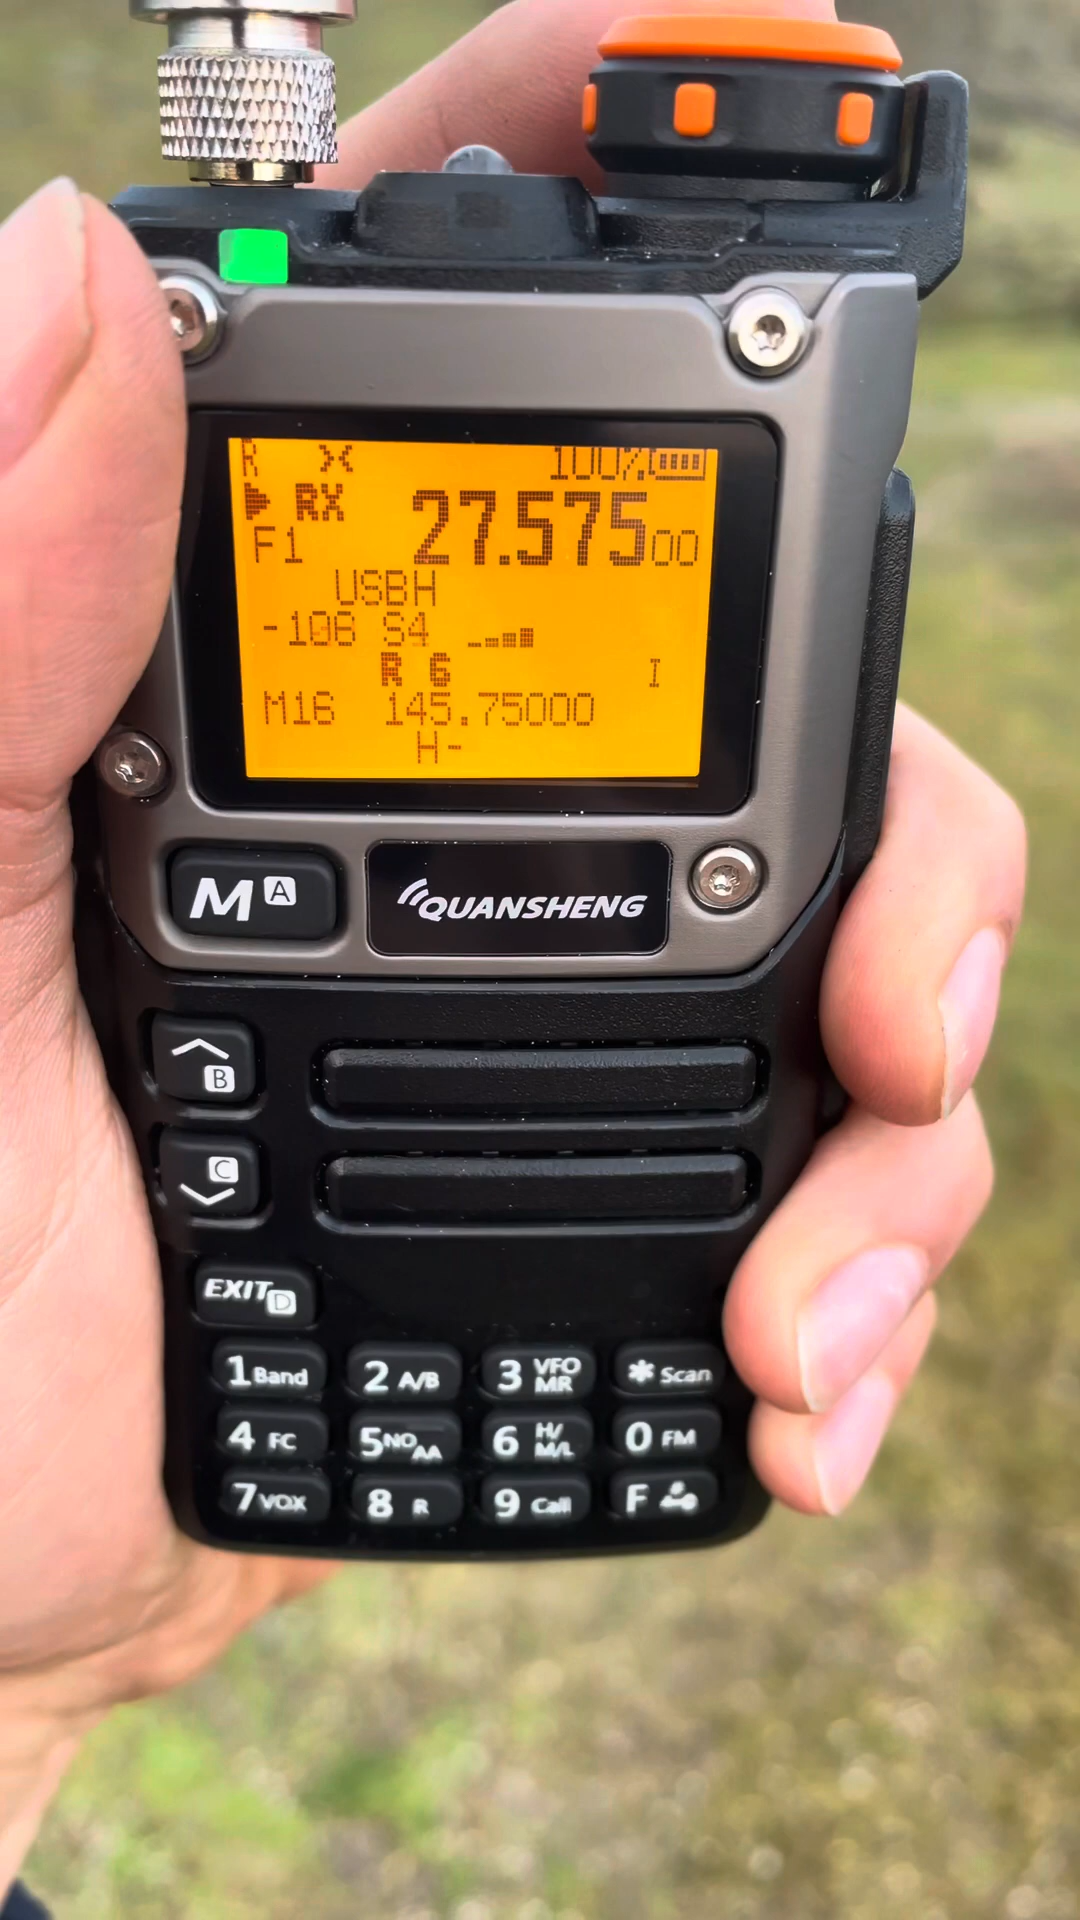 R 100%
RX 27.57500
F1
USBH
-106 S4
R 6 I
M16 145.75000
H-
M A
QUANSHENG
B
C
EXIT D
1 Band 2 A/B 3 VFO MR * Scan
4 FC 5 NOAA 6 H/M/L 0 FM
7 VOX 8 R 9 Call F